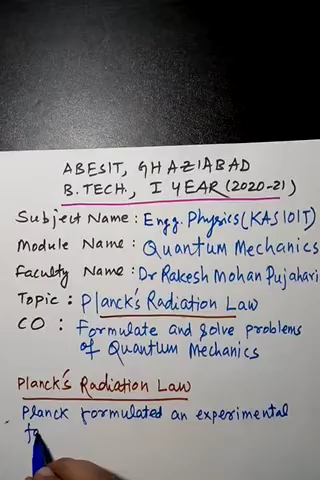 ABESIT, GHAZIABAD
B.TECH., I YEAR (2020-21)
Subject Name: Engg. Physics (KAS101T)
Module Name: Quantum Mechanics
Faculty Name: Dr Rakesh Mohan Pujahari
Topic: Planck's Radiation Law
CO: Formulate and solve problems
of Quantum Mechanics
Planck's Radiation Law
Planck formulated an experimental
fo